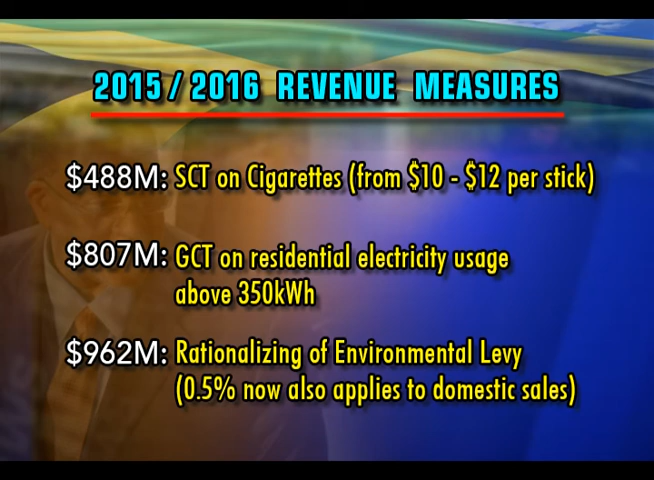 2015 / 2016 REVENUE MEASURES
$488M: SCT on Cigarettes (from $10 - $12 per stick)
$807M: GCT on residential electricity usage
above 350kWh
$962M: Rationalizing of Environmental Levy
(0.5% now also applies to domestic sales)